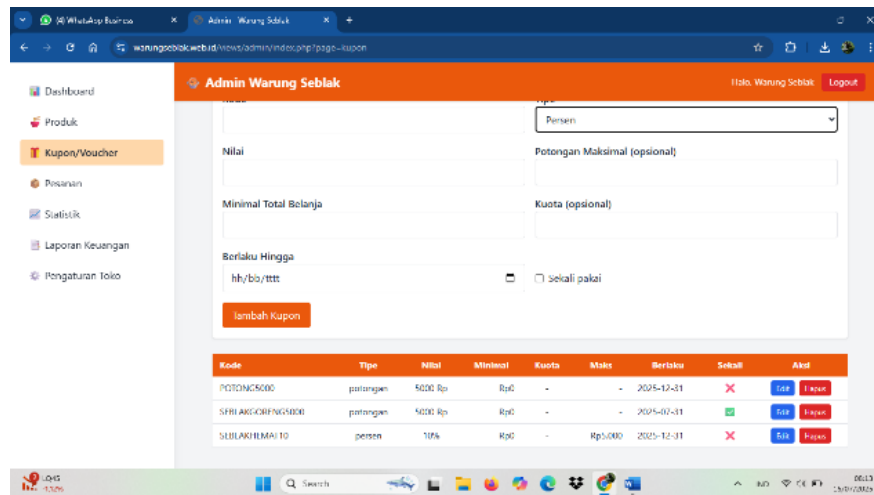 (4) WhatsApp Business
Admin - Warung Seblak
warungseblak.web.id/views/admin/index.php?page=kupon
Admin Warung Seblak
Halo, Warung Seblak
Logout
Dashboard
Produk
Kupon/Voucher
Pesanan
Statistik
Laporan Keuangan
Pengaturan Toko
Persen
Nilai
Potongan Maksimal (opsional)
Minimal Total Belanja
Kuota (opsional)
Berlaku Hingga
hh/bb/tttt
Sekali pakai
Tambah Kupon
Kode Tipe Nilai Minimal Kuota Maks Berlaku Sekali Aksi
POTONG5000 potongan 5000 Rp Rp0 - - 2025-12-31 Edit Hapus
SEBLAKGORENG5000 potongan 5000 Rp Rp0 - - 2025-07-31 Edit Hapus
SEBLAKHEMAT10 persen 10% Rp0 - Rp5.000 2025-12-31 Edit Hapus
Search